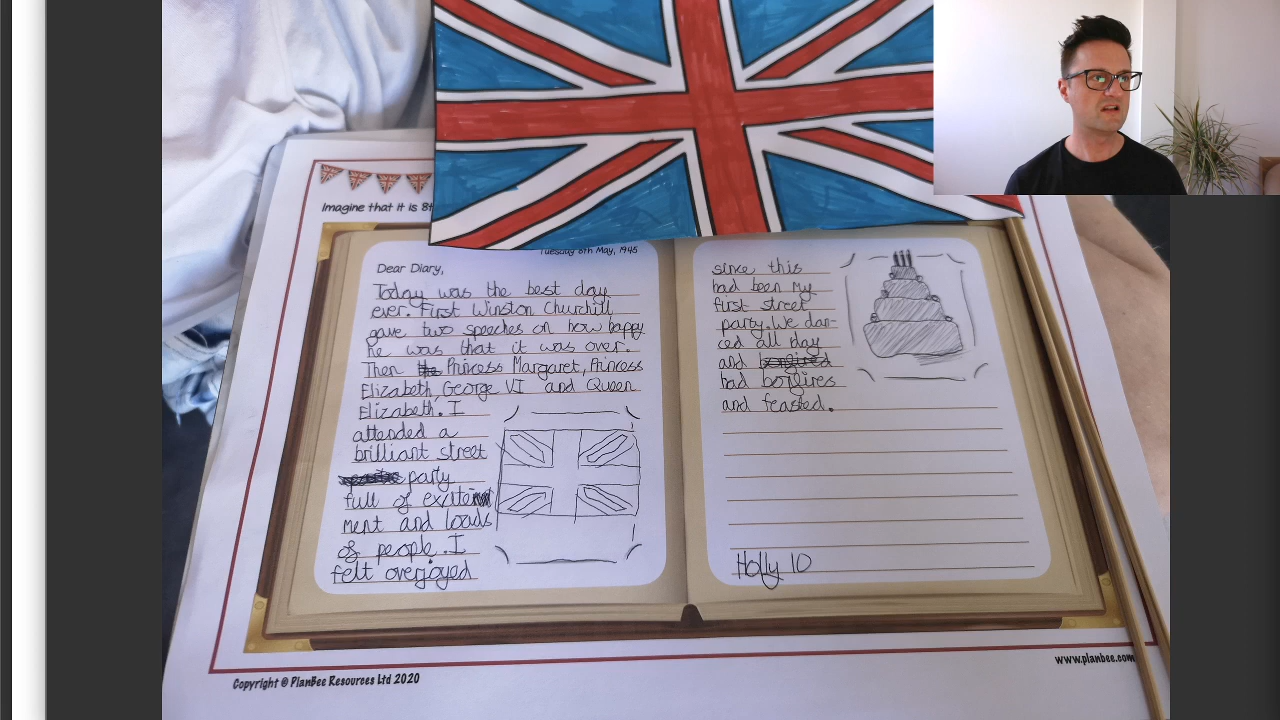 Imagine that it is 8t
Tuesday 8th May, 1945
Dear Diary,
Today was the best day
ever. First Winston Churchill
gave two speeches on how happy
he was that it was over.
Then Princess Margaret, Princess
Elizabeth, George VI and Queen
Elizabeth. I
attended a
brilliant street
party
full of exite
ment and loads
of people. I
felt overjoyed
since this
had been my
first street
party. We dan-
ced all day
and
had bonfires
and feasted.
Holly 10
www.planbee.com
Copyright © PlanBee Resources Ltd 2020